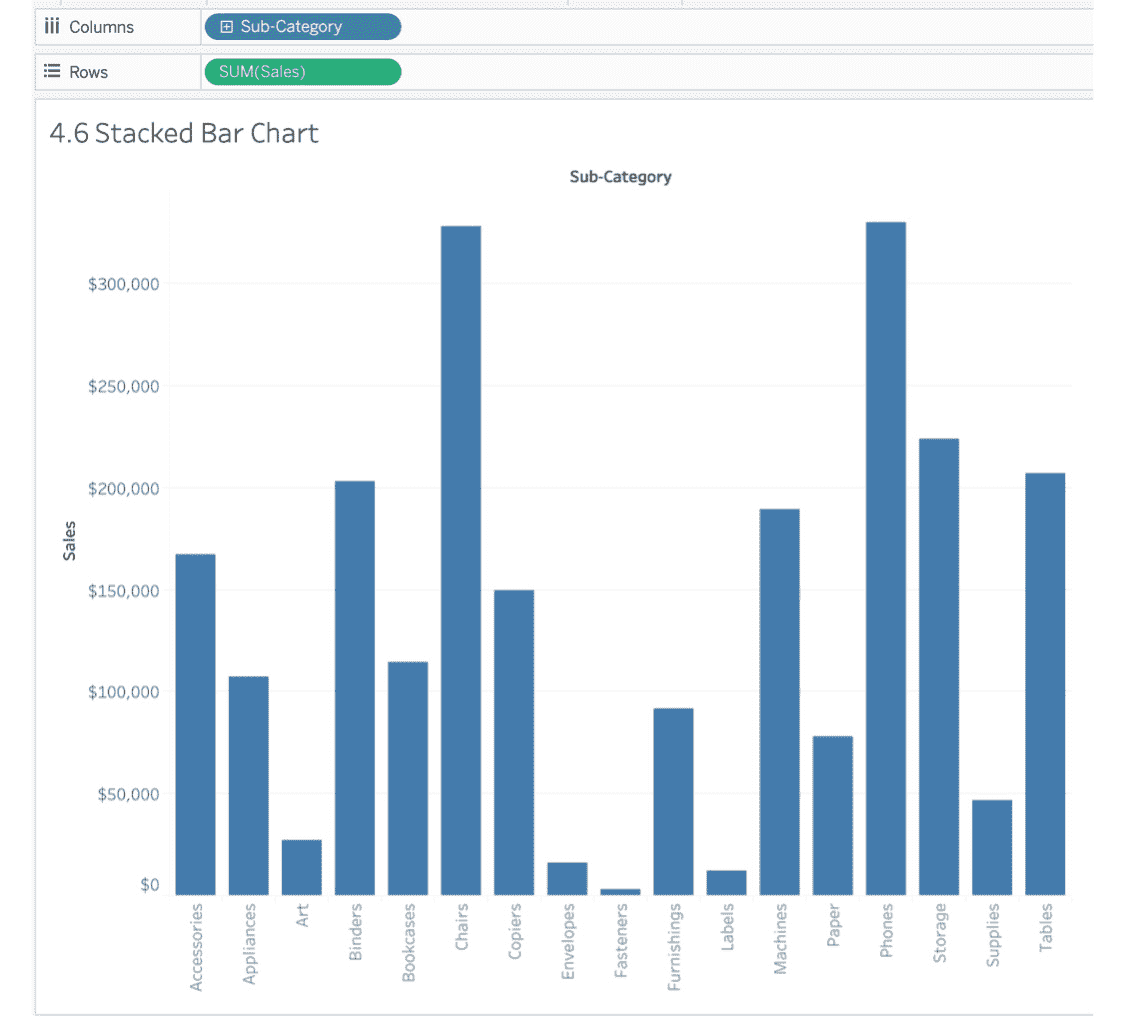 Columns
Sub-Category
Rows
SUM(Sales)
4.6 Stacked Bar Chart
Sub-Category
$300,000
$250,000
$200,000
$150,000
$100,000
$50,000
$0
Sales
Accessories
Appliances
Art
Binders
Bookcases
Chairs
Copiers
Envelopes
Fasteners
Furnishings
Labels
Machines
Paper
Phones
Storage
Supplies
Tables